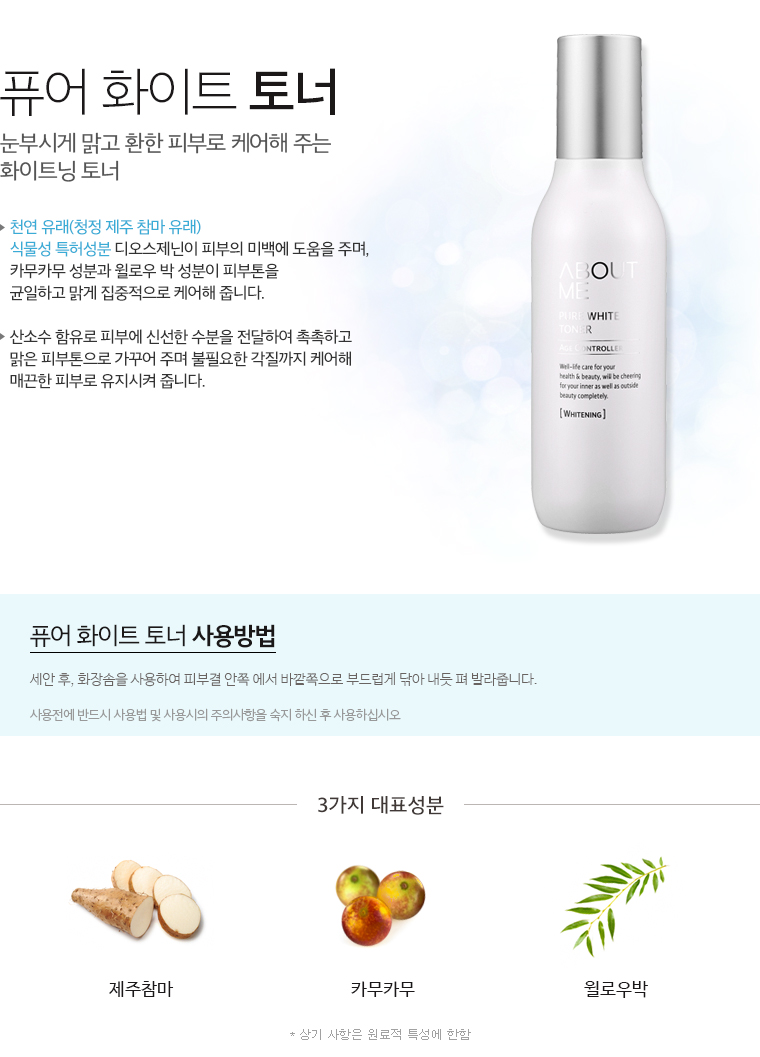 퓨어 화이트 토너
눈부시게 맑고 환한 피부로 케어해 주는
화이트닝 토너
천연 유래(청정 제주 참마 유래)
식물성 특허성분 디오스제닌이 피부의 미백에 도움을 주며,
카무카무 성분과 윌로우 박 성분이 피부톤을
균일하고 맑게 집중적으로 케어해 줍니다.
산소수 함유로 피부에 신선한 수분을 전달하여 촉촉하고
맑은 피부톤으로 가꾸어 주며 불필요한 각질까지 케어해
매끈한 피부로 유지시켜 줍니다.
ABOUT
ME
PURE WHITE
TONER
ALL CONTROLLER
Well-life care for your
health & beauty, will be cheering
for your inner as well as outside
beauty completely.
[WHITENING]
퓨어 화이트 토너 사용방법
세안 후, 화장솜을 사용하여 피부결 안쪽 에서 바깥쪽으로 부드럽게 닦아 내듯 펴 발라줍니다.
사용전에 반드시 사용법 및 사용시의 주의사항을 숙지 하신 후 사용하십시오
3가지 대표성분
제주참마
카무카무
윌로우박
* 상기 사항은 원료적 특성에 한함